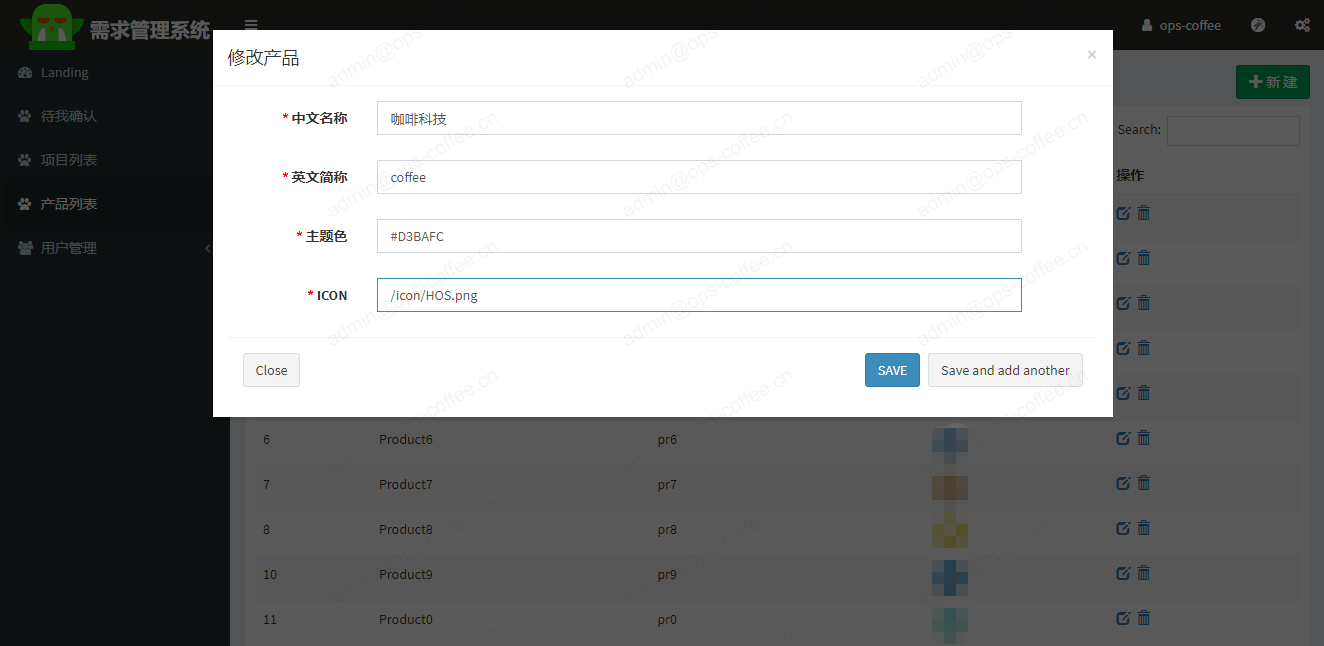 需求管理系统
ops-coffee
Landing
待我确认
项目列表
产品列表
用户管理
新建
Search:
操作
修改产品
×
*中文名称 咖啡科技
*英文简称 coffee
*主题色 #D3BAFC
*ICON /icon/HOS.png
Close SAVE Save and add another
6 Product6 pr6
7 Product7 pr7
8 Product8 pr8
10 Product9 pr9
11 Product0 pr0
admin@ops-coffee.cn